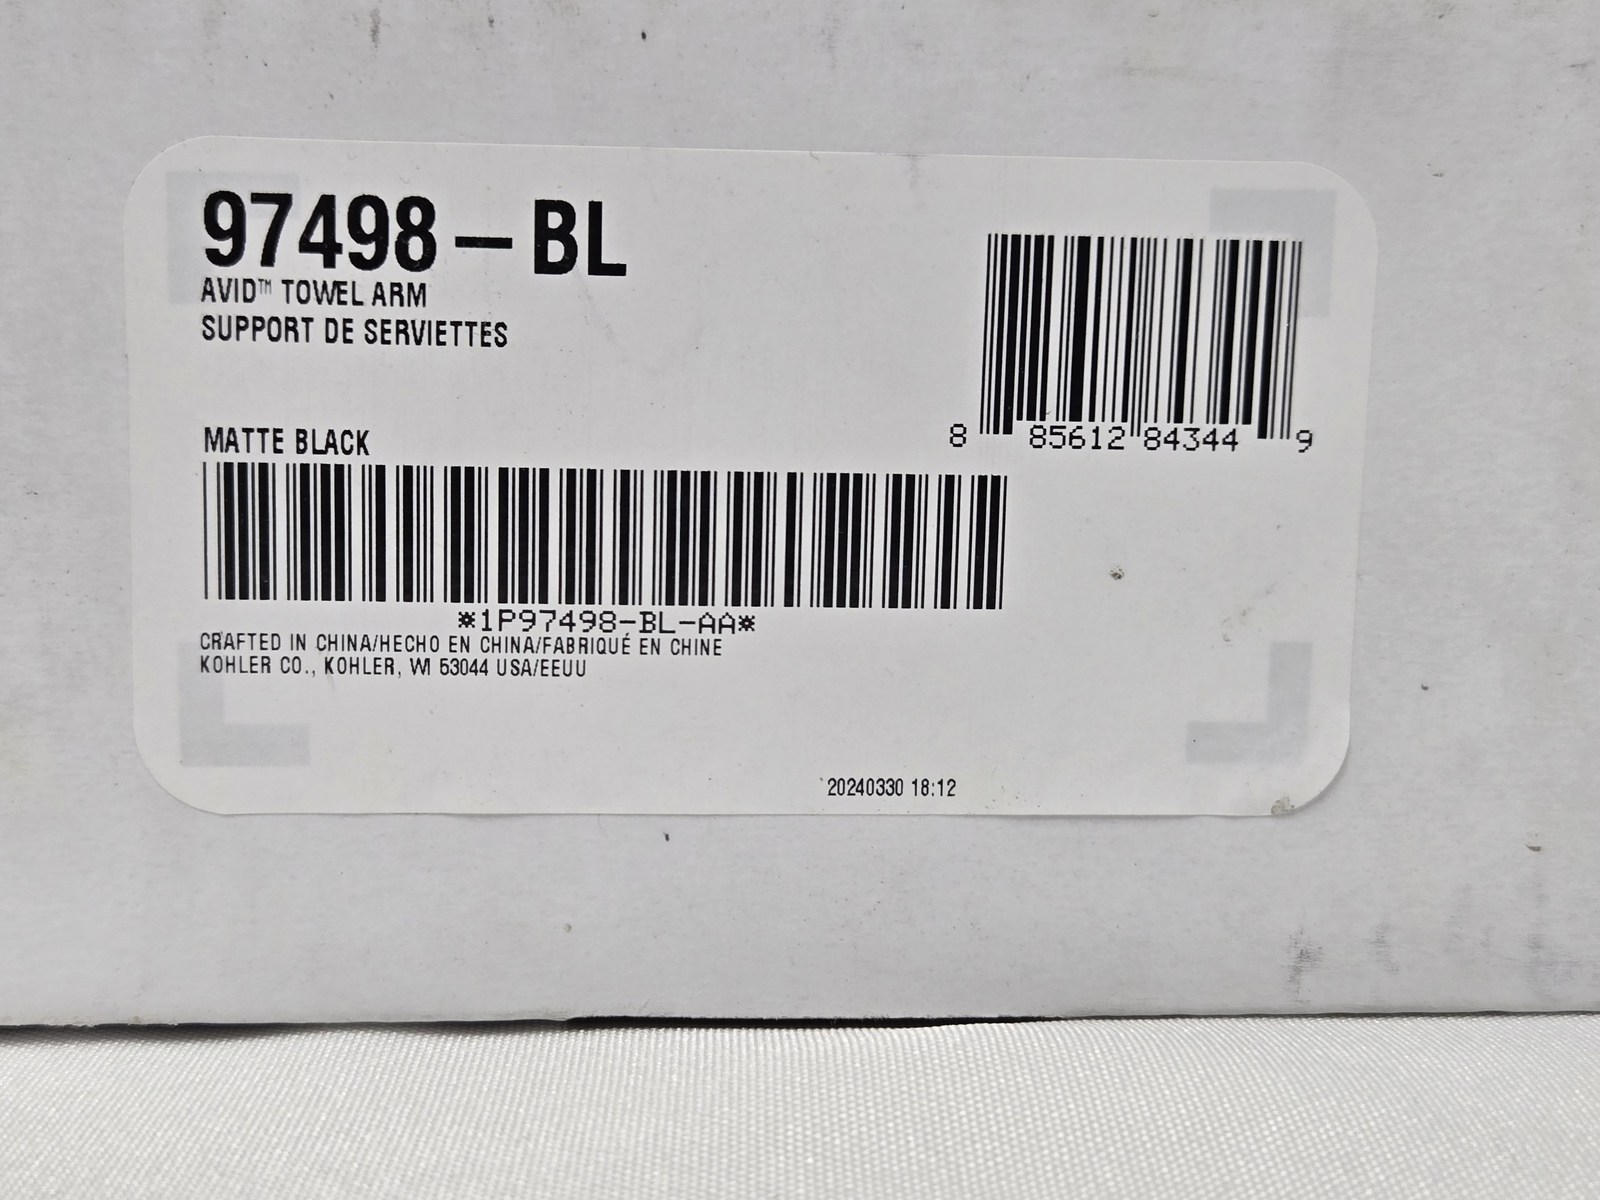 97498-BL
AVID™ TOWEL ARM
SUPPORT DE SERVIETTES
MATTE BLACK
8 85612 84344 9
*1P97498-BL-AA*
CRAFTED IN CHINA/HECHO EN CHINA/FABRIQUÉ EN CHINE
KOHLER CO., KOHLER, WI 53044 USA/EEUU
20240330 18:12